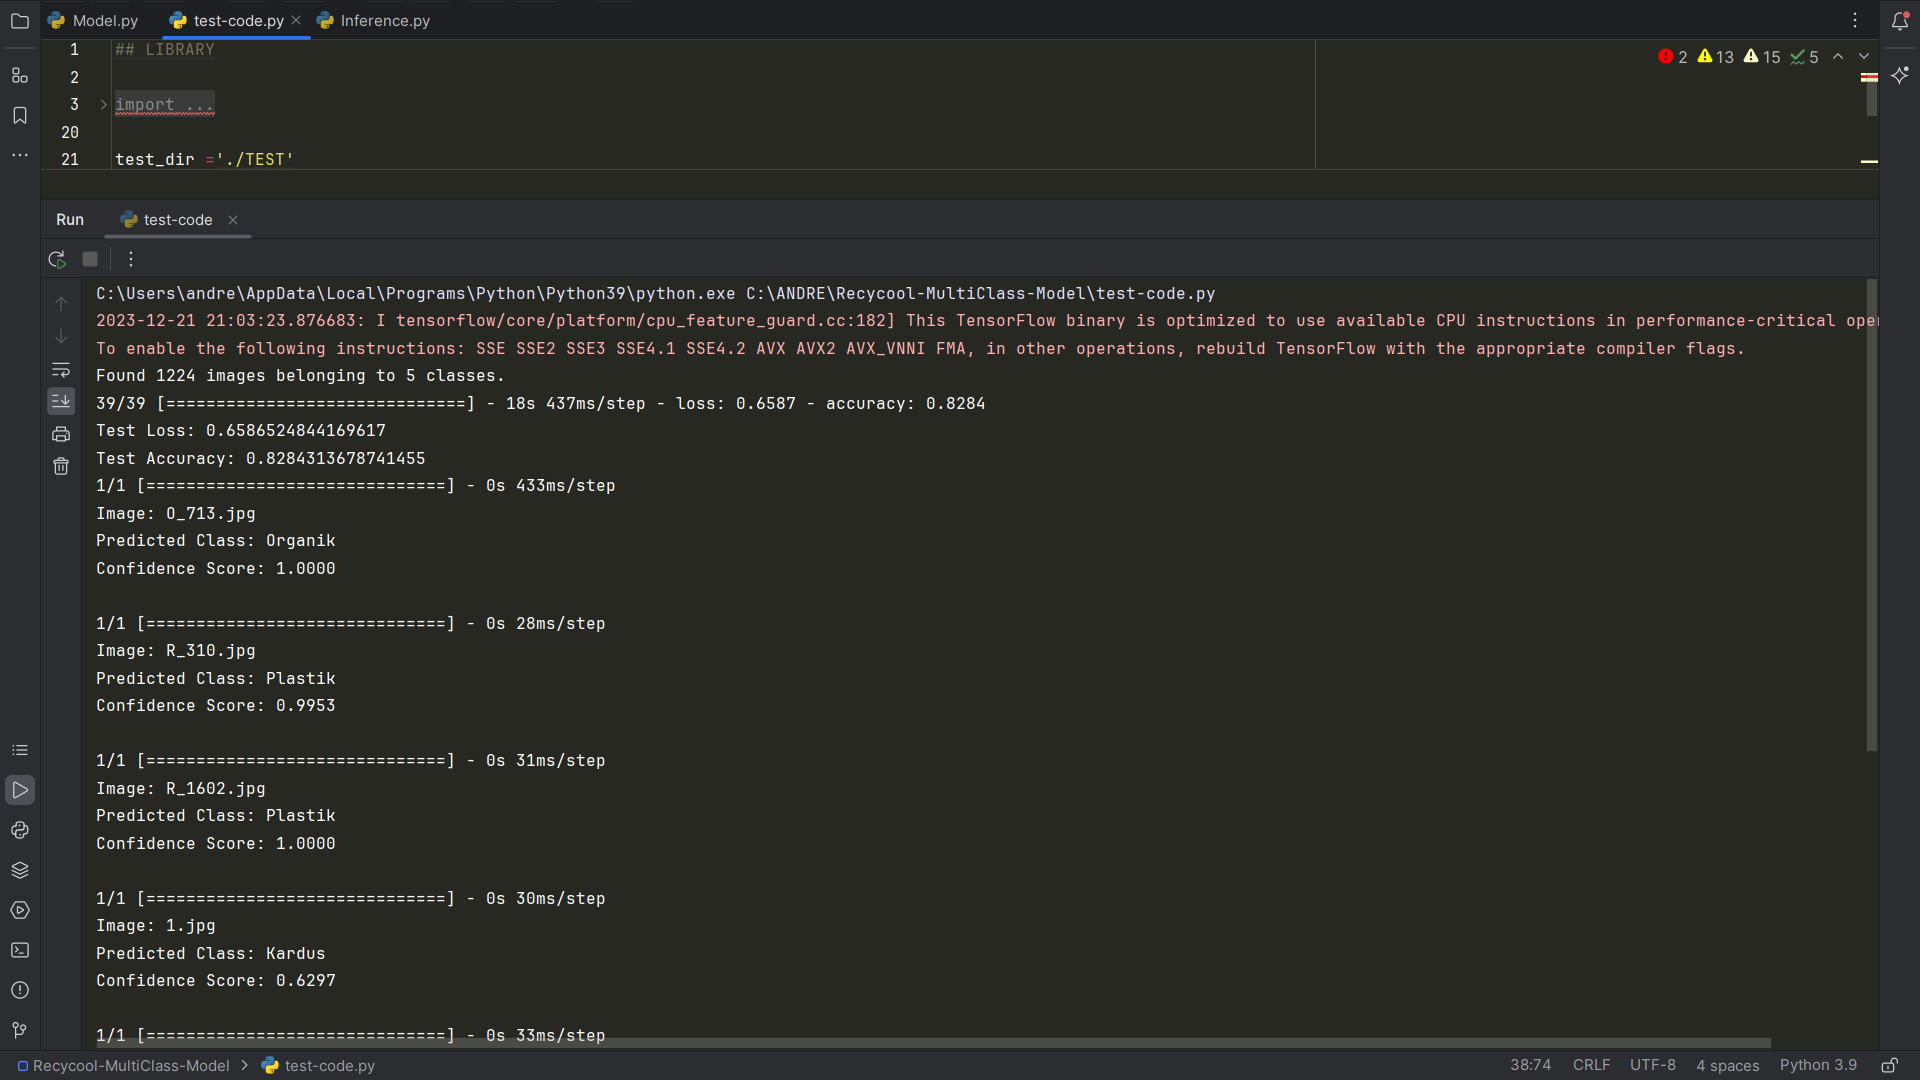 Model.py
test-code.py
Inference.py
1 ## LIBRARY
2 13 15 5
2
3 import ...
20
21 test_dir ='./TEST'
Run test-code
C:\Users\andre\AppData\Local\Programs\Python\Python39\python.exe C:\ANDRE\Recycool-MultiClass-Model\test-code.py
2023-12-21 21:03:23.876683: I tensorflow/core/platform/cpu_feature_guard.cc:182] This TensorFlow binary is optimized to use available CPU instructions in performance-critical ope
To enable the following instructions: SSE SSE2 SSE3 SSE4.1 SSE4.2 AVX AVX2 AVX_VNNI FMA, in other operations, rebuild TensorFlow with the appropriate compiler flags.
Found 1224 images belonging to 5 classes.
39/39 [==============================] - 18s 437ms/step - loss: 0.6587 - accuracy: 0.8284
Test Loss: 0.6586524844169617
Test Accuracy: 0.8284313678741455
1/1 [==============================] - 0s 433ms/step
Image: O_713.jpg
Predicted Class: Organik
Confidence Score: 1.0000
1/1 [==============================] - 0s 28ms/step
Image: R_310.jpg
Predicted Class: Plastik
Confidence Score: 0.9953
1/1 [==============================] - 0s 31ms/step
Image: R_1602.jpg
Predicted Class: Plastik
Confidence Score: 1.0000
1/1 [==============================] - 0s 30ms/step
Image: 1.jpg
Predicted Class: Kardus
Confidence Score: 0.6297
1/1 [==============================] - 0s 33ms/step
Recycool-MultiClass-Model > test-code.py
38:74 CRLF UTF-8 4 spaces Python 3.9